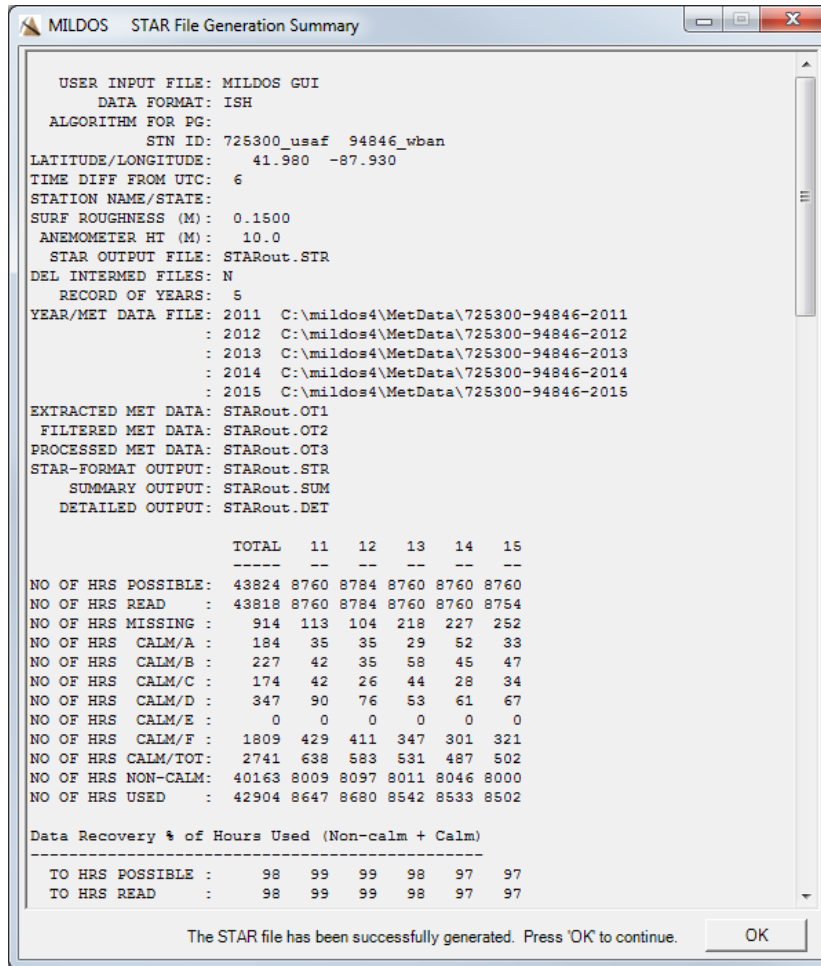 MILDOS STAR File Generation Summary
USER INPUT FILE: MILDOS GUI
DATA FORMAT: ISH
ALGORITHM FOR PG:
STN ID: 725300_usaf 94846_wban
LATITUDE/LONGITUDE: 41.980 -87.930
TIME DIFF FROM UTC: 6
STATION NAME/STATE:
SURF ROUGHNESS (M): 0.1500
ANEMOMETER HT (M): 10.0
STAR OUTPUT FILE: STARout.STR
DEL INTERMED FILES: N
RECORD OF YEARS: 5
YEAR/MET DATA FILE: 2011 C:\mildos4\MetData\725300-94846-2011
: 2012 C:\mildos4\MetData\725300-94846-2012
: 2013 C:\mildos4\MetData\725300-94846-2013
: 2014 C:\mildos4\MetData\725300-94846-2014
: 2015 C:\mildos4\MetData\725300-94846-2015
EXTRACTED MET DATA: STARout.OT1
FILTERED MET DATA: STARout.OT2
PROCESSED MET DATA: STARout.OT3
STAR-FORMAT OUTPUT: STARout.STR
SUMMARY OUTPUT: STARout.SUM
DETAILED OUTPUT: STARout.DET
TOTAL 11 12 13 14 15
----- -- -- -- -- --
NO OF HRS POSSIBLE: 43824 8760 8784 8760 8760 8760
NO OF HRS READ : 43818 8760 8784 8760 8760 8754
NO OF HRS MISSING : 914 113 104 218 227 252
NO OF HRS CALM/A : 184 35 35 29 52 33
NO OF HRS CALM/B : 227 42 35 58 45 47
NO OF HRS CALM/C : 174 42 26 44 28 34
NO OF HRS CALM/D : 347 90 76 53 61 67
NO OF HRS CALM/E : 0 0 0 0 0 0
NO OF HRS CALM/F : 1809 429 411 347 301 321
NO OF HRS CALM/TOT: 2741 638 583 531 487 502
NO OF HRS NON-CALM: 40163 8009 8097 8011 8046 8000
NO OF HRS USED : 42904 8647 8680 8542 8533 8502
Data Recovery % of Hours Used (Non-calm + Calm)
-----------------------------------------------
TO HRS POSSIBLE : 98 99 99 98 97 97
TO HRS READ : 98 99 99 98 97 97
The STAR file has been successfully generated. Press 'OK' to continue.
OK